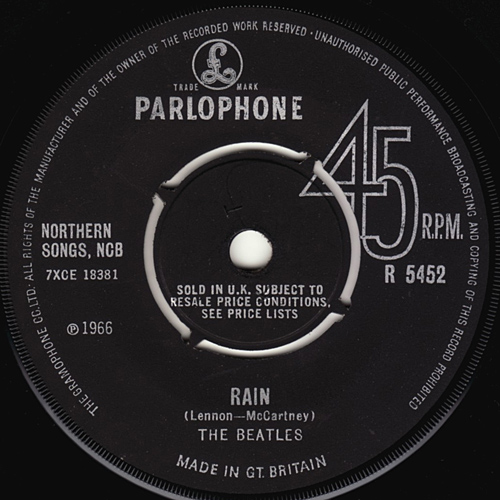 THE GRAMOPHONE CO. LTD. ALL RIGHTS OF THE MANUFACTURER AND OF THE OWNER OF THE RECORDED WORK RESERVED · UNAUTHORISED PUBLIC PERFORMANCE BROADCASTING AND COPYING OF THIS RECORD PROHIBITED ·
£
TRADE MARK
PARLOPHONE
45 R.P.M.
NORTHERN
SONGS, NCB
7XCE 18381
R 5452
SOLD IN U.K. SUBJECT TO
RESALE PRICE CONDITIONS,
SEE PRICE LISTS
℗ 1966
RAIN
(Lennon—McCartney)
THE BEATLES
MADE IN GT. BRITAIN